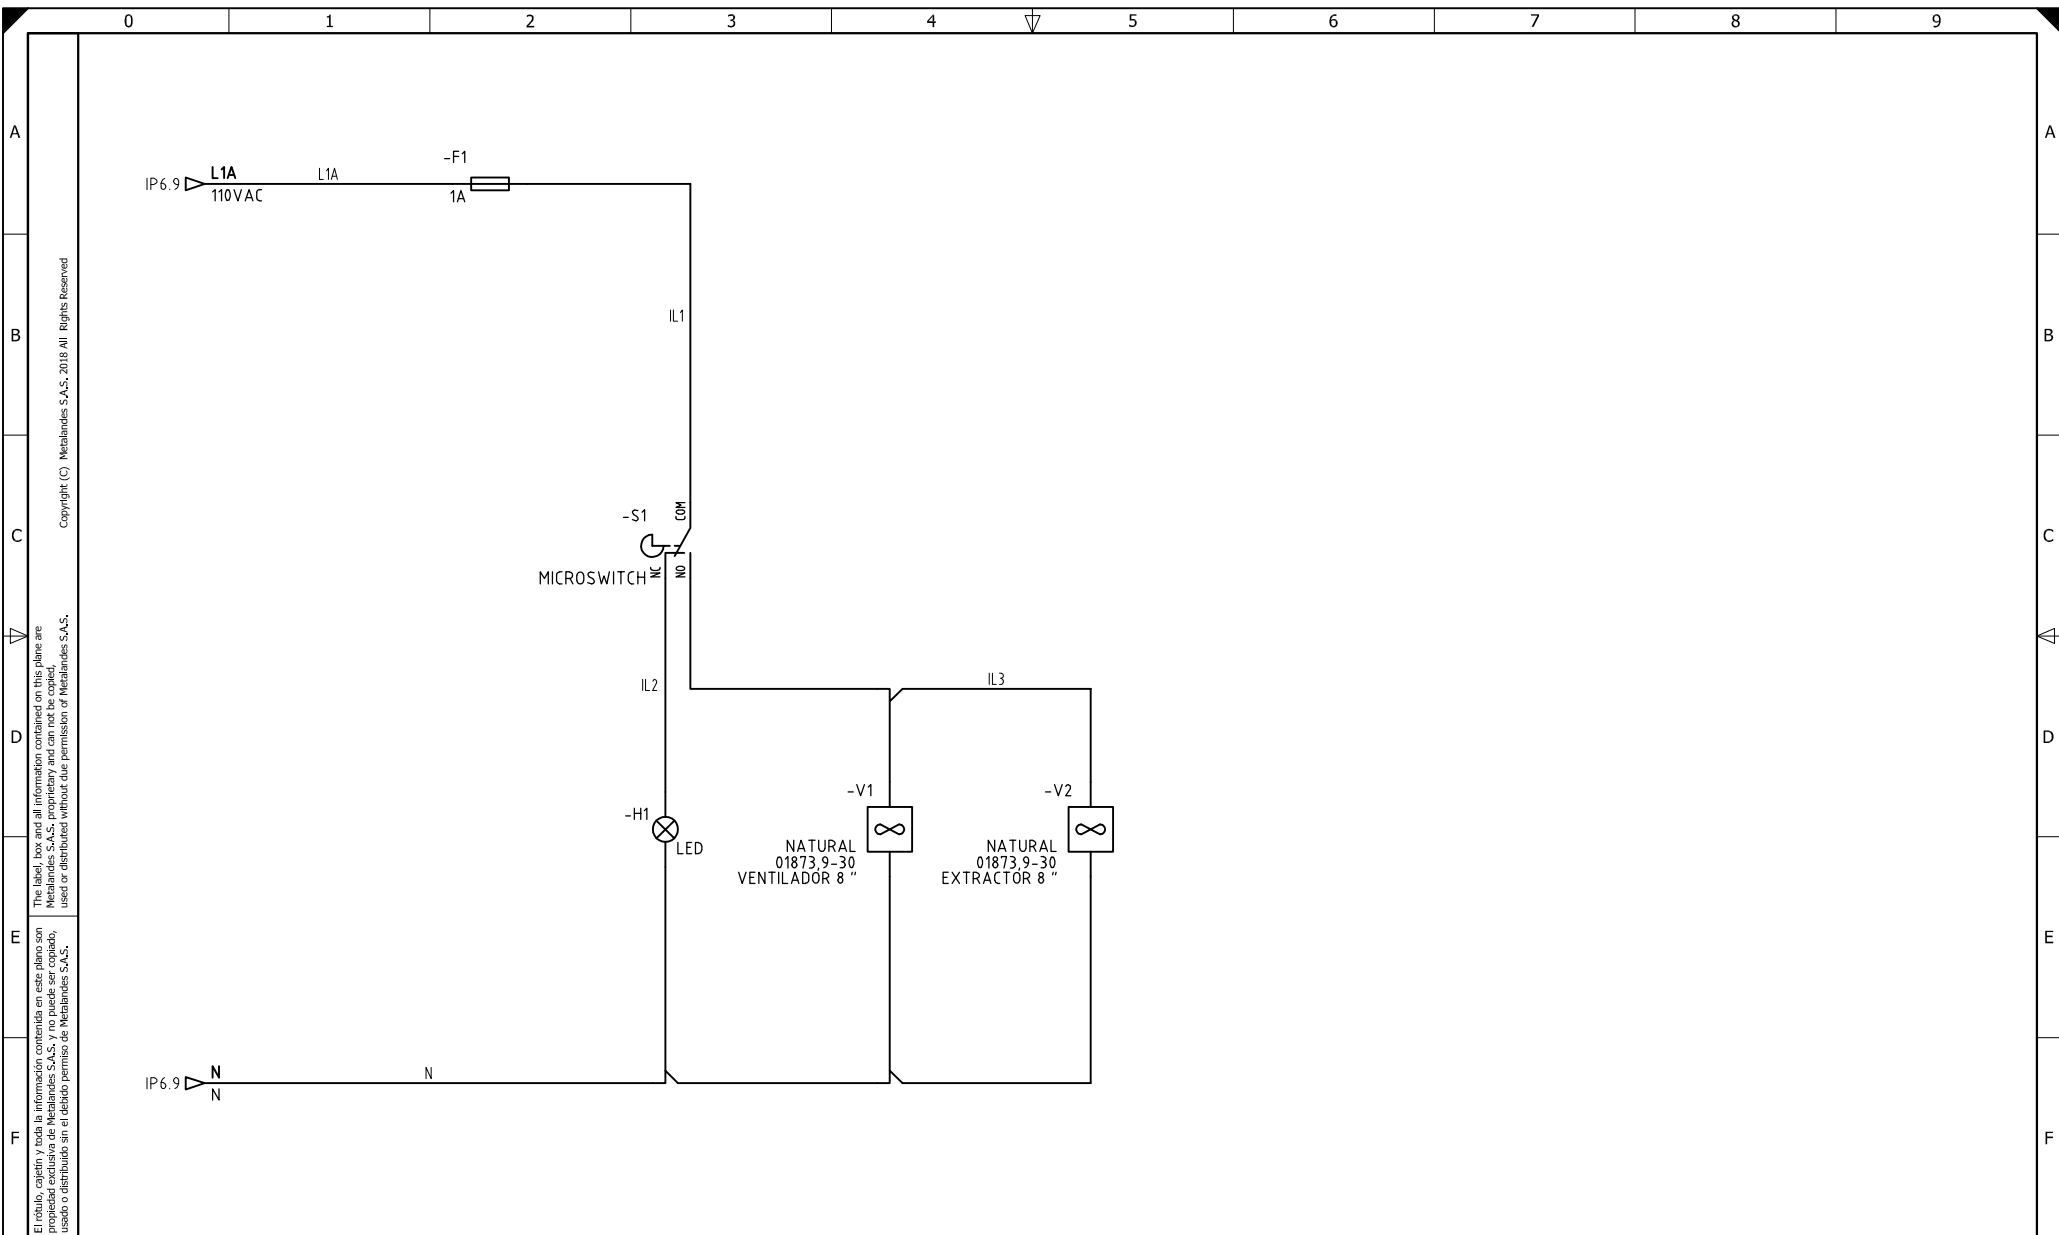 0 1 2 3 4 5 6 7 8 9
A A
-F1
IP6.9 L1A L1A
110VAC 1A
B B
IL1
C C
-S1 COM
MICROSWITCH NC NO
IL2 IL3
D D
-V1 -V2
-H1
LED
NATURAL NATURAL
01873,9-30 01873,9-30
VENTILADOR 8 " EXTRACTOR 8 "
E E
IP6.9 N N
N
F F
Copyright (C) Metalandes S.A.S. 2018 All Rights Reserved
The label, box and all information contained on this plane are
Metalandes S.A.S. proprietary and can not be copied,
used or distributed without due permission of Metalandes S.A.S.
El rótulo, cajetín y toda la información contenida en este plano son
propiedad exclusiva de Metalandes S.A.S. y no puede ser copiado,
usado o distribuido sin el debido permiso de Metalandes S.A.S.